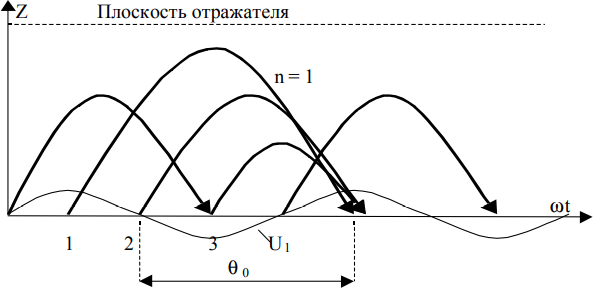 Z Плоскость отражателя
n = 1
ωt
1 2 3 U1
θ0